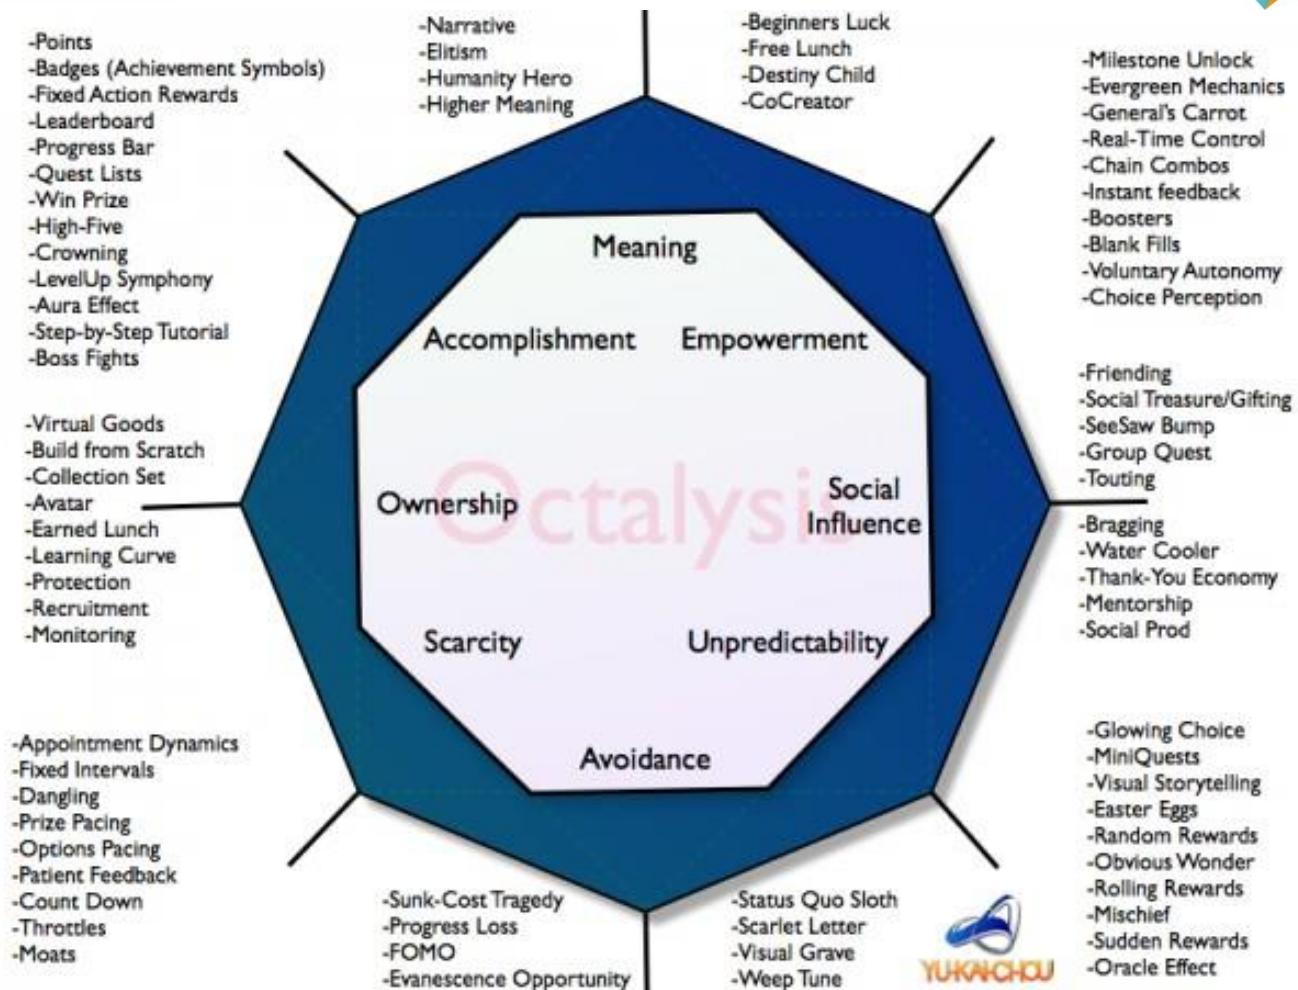 -Points
-Badges (Achievement Symbols)
-Fixed Action Rewards
-Leaderboard
-Progress Bar
-Quest Lists
-Win Prize
-High-Five
-Crowning
-LevelUp Symphony
-Aura Effect
-Step-by-Step Tutorial
-Boss Fights
-Narrative
-Elitism
-Humanity Hero
-Higher Meaning
-Beginners Luck
-Free Lunch
-Destiny Child
-CoCreator
-Milestone Unlock
-Evergreen Mechanics
-General's Carrot
-Real-Time Control
-Chain Combos
-Instant feedback
-Boosters
-Blank Fills
-Voluntary Autonomy
-Choice Perception
Meaning
Accomplishment
Empowerment
Ownership
Octalysis
Social
Influence
Scarcity
Unpredictability
Avoidance
-Virtual Goods
-Build from Scratch
-Collection Set
-Avatar
-Earned Lunch
-Learning Curve
-Protection
-Recruitment
-Monitoring
-Friending
-Social Treasure/Gifting
-SeeSaw Bump
-Group Quest
-Touting
-Bragging
-Water Cooler
-Thank-You Economy
-Mentorship
-Social Prod
-Appointment Dynamics
-Fixed Intervals
-Dangling
-Prize Pacing
-Options Pacing
-Patient Feedback
-Count Down
-Throttles
-Moats
-Sunk-Cost Tragedy
-Progress Loss
-FOMO
-Evanescence Opportunity
-Status Quo Sloth
-Scarlet Letter
-Visual Grave
-Weep Tune
YU-KAI-CHOU
-Glowing Choice
-MiniQuests
-Visual Storytelling
-Easter Eggs
-Random Rewards
-Obvious Wonder
-Rolling Rewards
-Mischief
-Sudden Rewards
-Oracle Effect